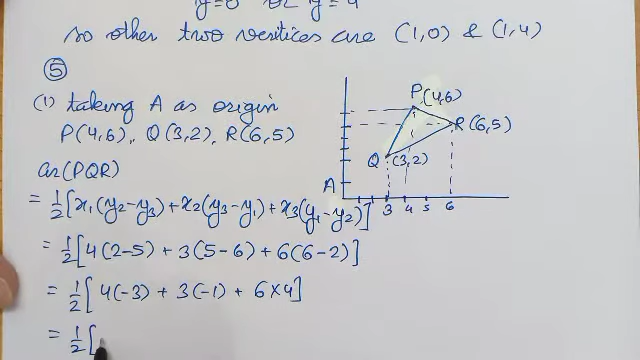 y=0 or y=4
so other two vertices are (1,0) & (1,4)
5
(1) taking A as origin
P(4,6), Q(3,2), R(6,5)
ar(PQR)
= 1/2[x₁(y₂-y₃)+x₂(y₃-y₁)+x₃(y₁-y₂)]
= 1/2[4(2-5)+3(5-6)+6(6-2)]
= 1/2[4(-3)+3(-1)+6×4]
= 1/2[
P(4,6)
R(6,5)
Q(3,2)
A
3 4 5 6